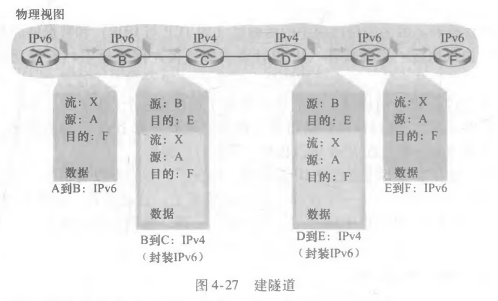 物理视图
IPv6 IPv6 IPv4 IPv4 IPv6 IPv6
A B C D E F
流: X
源: A
目的: F
数据
A到B: IPv6
源: B
目的: E
流: X
源: A
目的: F
数据
B到C: IPv4
(封装IPv6)
源: B
目的: E
流: X
源: A
目的: F
数据
D到E: IPv4
(封装IPv6)
流: X
源: A
目的: F
数据
E到F: IPv6
图4-27 建隧道